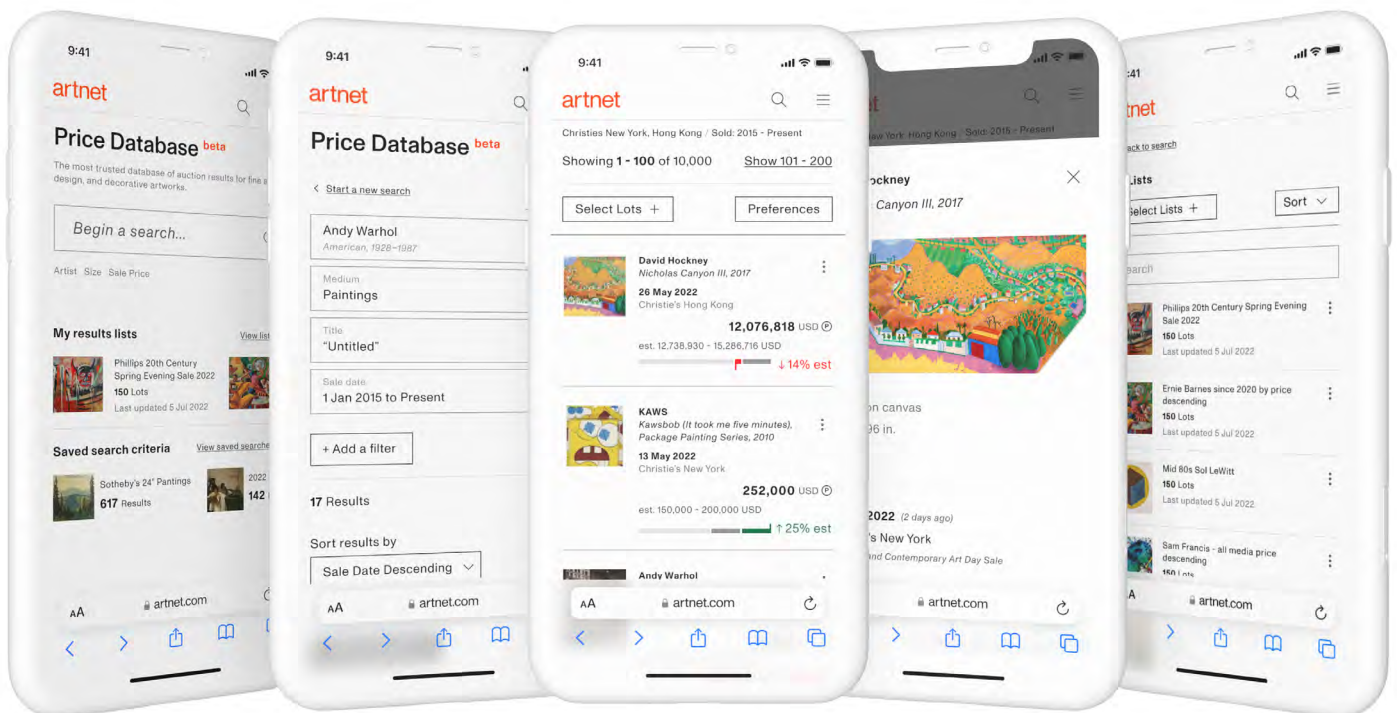 9:41
artnet
Price Database beta
The most trusted database of auction results for fine a
design, and decorative artworks.
Begin a search...
Artist Size Sale Price
My results lists
View list
Phillips 20th Century
Spring Evening Sale 2022
150 Lots
Last updated 5 Jul 2022
Saved search criteria
View saved searche
Sotheby's 24" Pantings
617 Results
2022
142
AA
artnet.com
9:41
artnet
Price Database beta
Start a new search
Andy Warhol
American, 1928–1987
Medium
Paintings
Title
"Untitled"
Sale date
1 Jan 2015 to Present
+ Add a filter
17 Results
Sort results by
Sale Date Descending
AA
artnet.com
9:41
artnet
Christies New York, Hong Kong / Sold: 2015 - Present
Showing 1 - 100 of 10,000
Show 101 - 200
Select Lots +
Preferences
David Hockney
Nicholas Canyon III, 2017
26 May 2022
Christie's Hong Kong
12,076,818 USD Ⓟ
est. 12.738.930 - 15.286,716 USD
↓ 14% est
KAWS
Kawsbob (It took me five minutes),
Package Painting Series, 2010
13 May 2022
Christie's New York
252,000 USD Ⓟ
est. 150,000 - 200,000 USD
↑ 25% est
Andy Warhol
AA
artnet.com
et
New York, Hong Kong / Sold: 2015 - Present
ockney
Canyon III, 2017
on canvas
96 in.
2022 (2 days ago)
's New York
and Contemporary Art Day Sale
artnet.com
:41
tnet
ack to search
Lists
Select Lists +
Sort
earch
Phillips 20th Century Spring Evening
Sale 2022
150 Lots
Last updated 5 Jul 2022
Ernie Barnes since 2020 by price
descending
150 Lots
Last updated 5 Jul 2022
Mid 80s Sol LeWitt
150 Lots
Last updated 5 Jul 2022
Sam Francis - all media price
descending
150 Lots
A
artnet.com